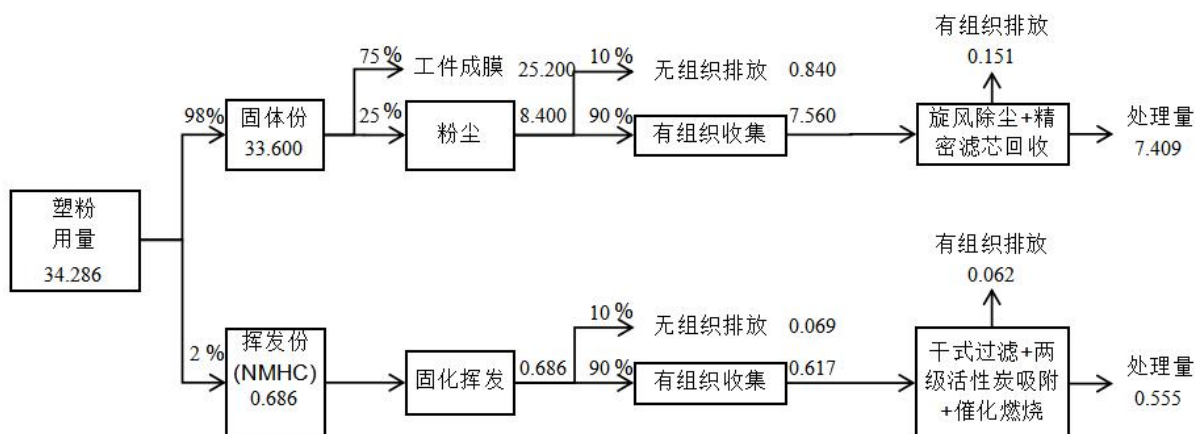 塑粉
用量
34.286
98%
固体份
33.600
75%
工件成膜 25.200
25%
粉尘
8.400
10%
无组织排放 0.840
90%
有组织收集
7.560
旋风除尘+精
密滤芯回收
有组织排放
0.151
处理量
7.409
2%
挥发份
(NMHC)
0.686
固化挥发
0.686
10%
无组织排放 0.069
90%
有组织收集
0.617
干式过滤+两
级活性炭吸附
+催化燃烧
有组织排放
0.062
处理量
0.555